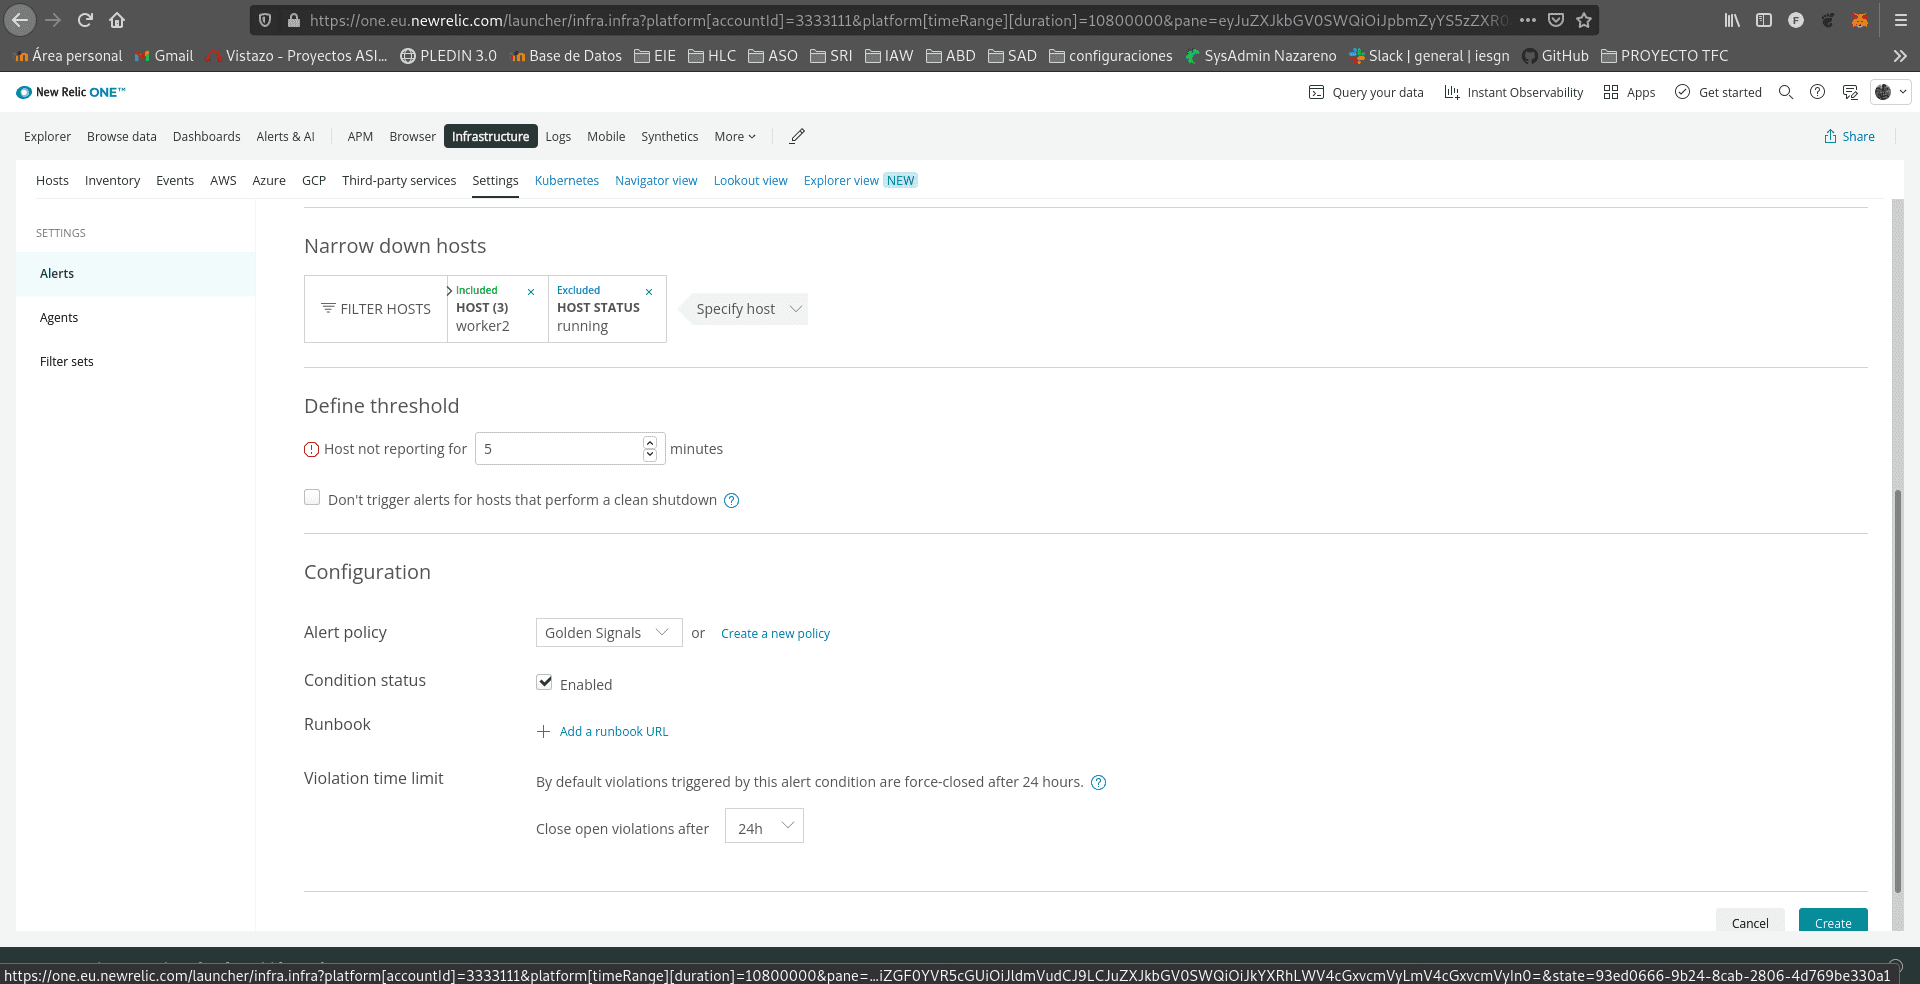 https://one.eu.newrelic.com/launcher/infra.infra?platform[accountId]=3333111&platform[timeRange][duration]=10800000&pane=eyJuZXJkbGV0SWQiOiJpbmZyYS5zZXR0
Área personal Gmail Vistazo - Proyectos ASI... PLEDIN 3.0 Base de Datos EIE HLC ASO SRI IAW ABD SAD configuraciones SysAdmin Nazareno Slack | general | iesgn GitHub PROYECTO TFC
New Relic ONE™ Query your data Instant Observability Apps Get started
Explorer Browse data Dashboards Alerts & AI APM Browser Infrastructure Logs Mobile Synthetics More Share
Hosts Inventory Events AWS Azure GCP Third-party services Settings Kubernetes Navigator view Lookout view Explorer view NEW
SETTINGS
Alerts
Agents
Filter sets
Narrow down hosts
FILTER HOSTS
Included
HOST (3)
worker2
Excluded
HOST STATUS
running
Specify host
Define threshold
Host not reporting for 5 minutes
Don't trigger alerts for hosts that perform a clean shutdown
Configuration
Alert policy Golden Signals or Create a new policy
Condition status Enabled
Runbook Add a runbook URL
Violation time limit By default violations triggered by this alert condition are force-closed after 24 hours.
Close open violations after 24h
Cancel Create
https://one.eu.newrelic.com/launcher/infra.infra?platform[accountId]=3333111&platform[timeRange][duration]=10800000&pane=...iZGF0YVR5cGUiOiJldmVudCJ9LCJuZXJkbGV0SWQiOiJkYXRhLWV4cGxvcmVyLmV4cGxvcmVyIn0=&state=93ed0666-9b24-8cab-2806-4d769be330a1